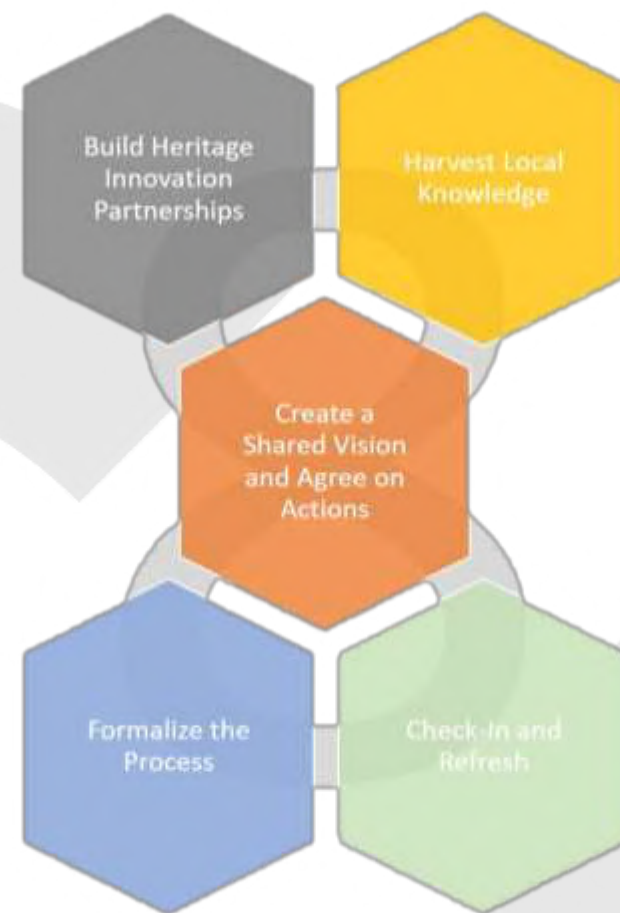 Build Heritage
Innovation
Partnerships
Harvest Local
Knowledge
Create a
Shared Vision
and Agree on
Actions
Formalize the
Process
Check-In and
Refresh